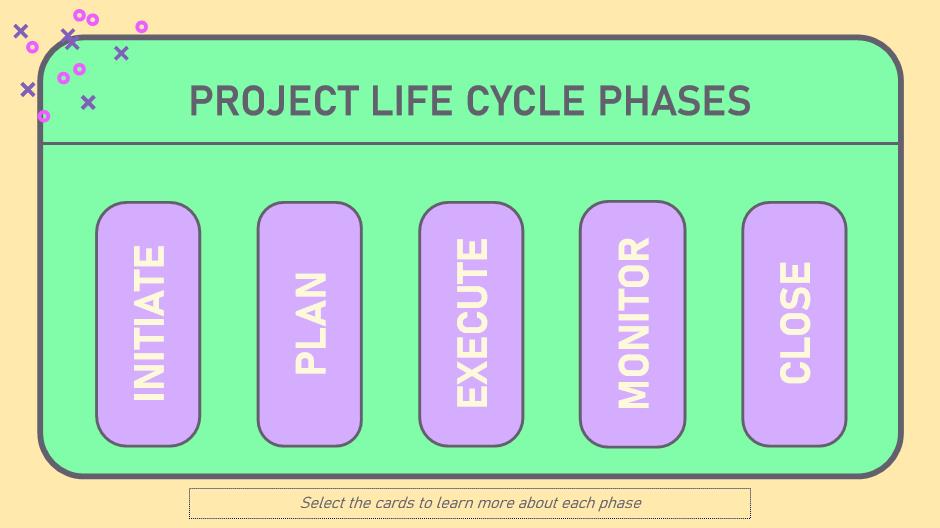 PROJECT LIFE CYCLE PHASES
INITIATE
PLAN
EXECUTE
MONITOR
CLOSE
Select the cards to learn more about each phase